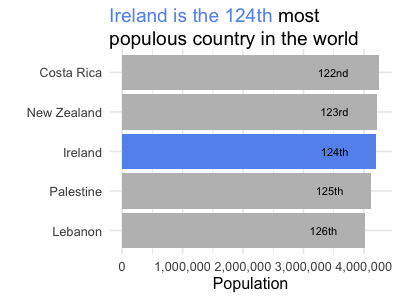 Ireland is the 124th most
populous country in the world
Costa Rica 122nd
New Zealand 123rd
Ireland 124th
Palestine 125th
Lebanon 126th
0 1,000,000 2,000,000 3,000,000 4,000,000
Population